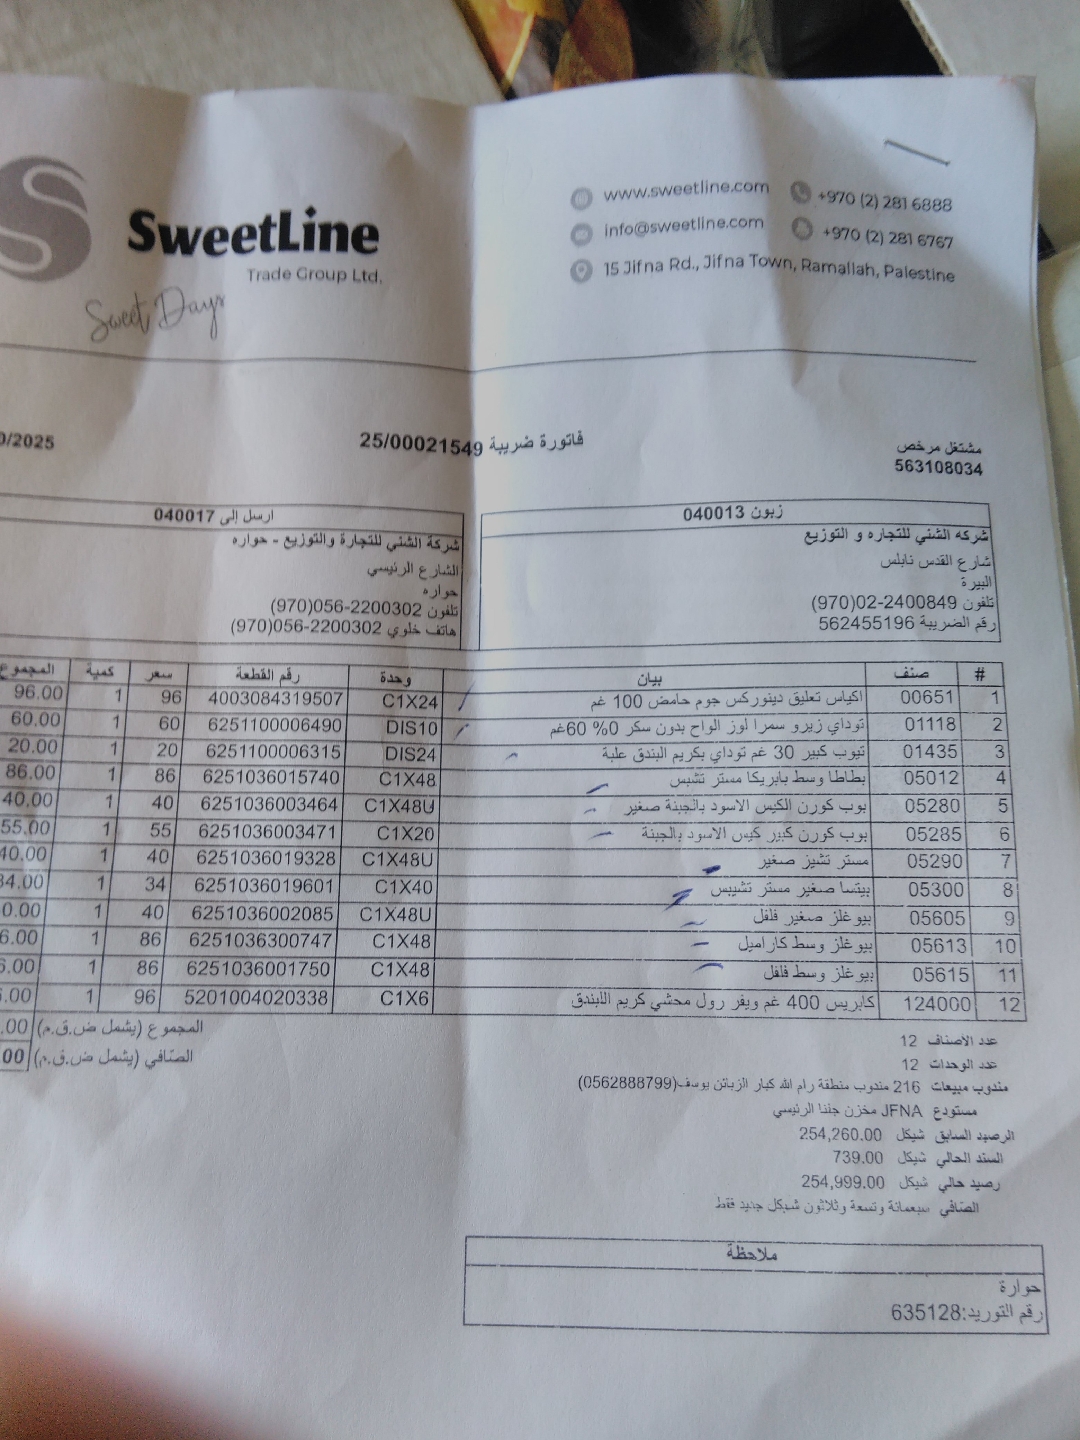 SweetLine
Trade Group Ltd.
Sweet Days
www.sweetline.com +970 (2) 281 6888
info@sweetline.com +970 (2) 281 6767
15 Jifna Rd., Jifna Town, Ramallah, Palestine
مشتغل مرخص
563108034
فاتورة ضريبة 25/00021549
0/2025
زبون 040013
شركه الشني للتجاره و التوزيع
شارع القدس نابلس
البيرة
تلفون 02-2400849(970)
رقم الضريبة 562455196
ارسل إلى 040017
شركة الشني للتجارة والتوزيع - حواره
الشارع الرئيسي
حواره
تلفون 056-2200302(970)
هاتف خلوي 056-2200302(970)
# صنف بيان وحدة رقم القطعة سعر كمية المجموع
1 00651 اكياس تعليق دينوركس جوم حامض 100 غم C1X24 4003084319507 96 1 96.00
2 01118 توداي زيرو سمرا لوز الواح بدون سكر 0% 60غم DIS10 6251100006490 60 1 60.00
3 01435 تيوب كبير 30 غم توداي بكريم البندق علبة DIS24 6251100006315 20 1 20.00
4 05012 بطاطا وسط بابريكا مستر تشبس C1X48 6251036015740 86 1 86.00
5 05280 بوب كورن الكيس الاسود بالجبنة صغير C1X48U 6251036003464 40 1 40.00
6 05285 بوب كورن كبير كيس الاسود بالجبنة C1X20 6251036003471 55 1 55.00
7 05290 مستر تشيز صغير C1X48U 6251036019328 40 1 40.00
8 05300 بيتسا صغير مستر تشيبس C1X40 6251036019601 34 1 34.00
9 05605 بيوغلز صغير فلفل C1X48U 6251036002085 40 1 0.00
10 05613 بيوغلز وسط كاراميل C1X48 6251036300747 86 1 6.00
11 05615 بيوغلز وسط فلفل C1X48 6251036001750 86 1 6.00
12 124000 كابريس 400 غم ويفر رول محشي كريم البندق C1X6 5201004020338 96 1 6.00
المجموع (يشمل ض.ق.م) .00
الصافي (يشمل ض.ق.م) 00
عدد الأصناف 12
عدد الوحدات 12
مندوب مبيعات 216 مندوب منطقة رام الله كبار الزبائن يوسف(0562888799)
مستودع JFNA مخزن جفنا الرئيسي
الرصيد السابق شيكل 254,260.00
السند الحالي شيكل 739.00
رصيد حالي شيكل 254,999.00
الصافي سبعمائة وتسعة وثلاثون شيكل جديد فقط
ملاحظة
حوارة
رقم التوريد:635128